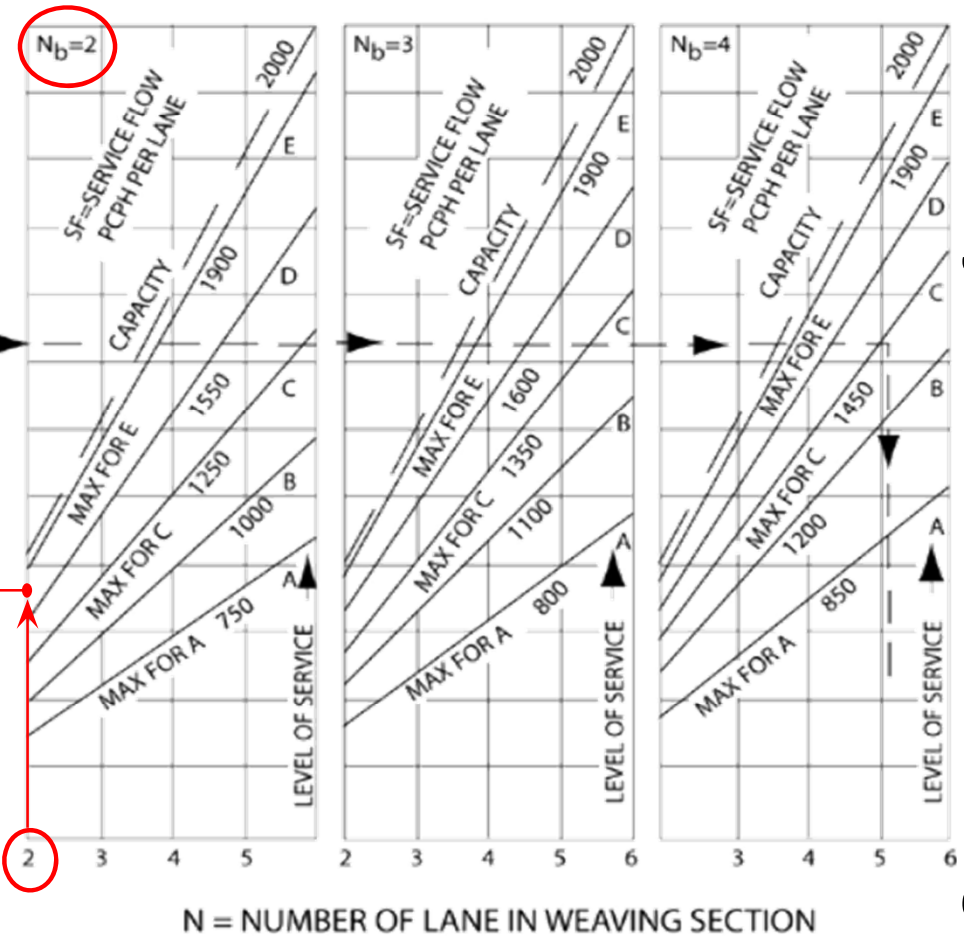 Nb=2
2000
SF=SERVICE FLOW
PCPH PER LANE
E
CAPACITY
1900
D
MAX FOR E
1550
C
1250
B
MAX FOR C
1000
A
750
MAX FOR A
LEVEL OF SERVICE
2 3 4 5
Nb=3
2000
SF=SERVICE FLOW
PCPH PER LANE
E
1900
CAPACITY
D
C
MAX FOR E
1600
B
1350
MAX FOR C
1100
A
800
MAX FOR A
LEVEL OF SERVICE
2 3 4 5 6
Nb=4
2000
SF=SERVICE FLOW
PCPH PER LANE
E
1900
D
CAPACITY
C
MAX FOR E
1450
B
MAX FOR C
1200
A
850
MAX FOR A
LEVEL OF SERVICE
3 4 5 6
N = NUMBER OF LANE IN WEAVING SECTION